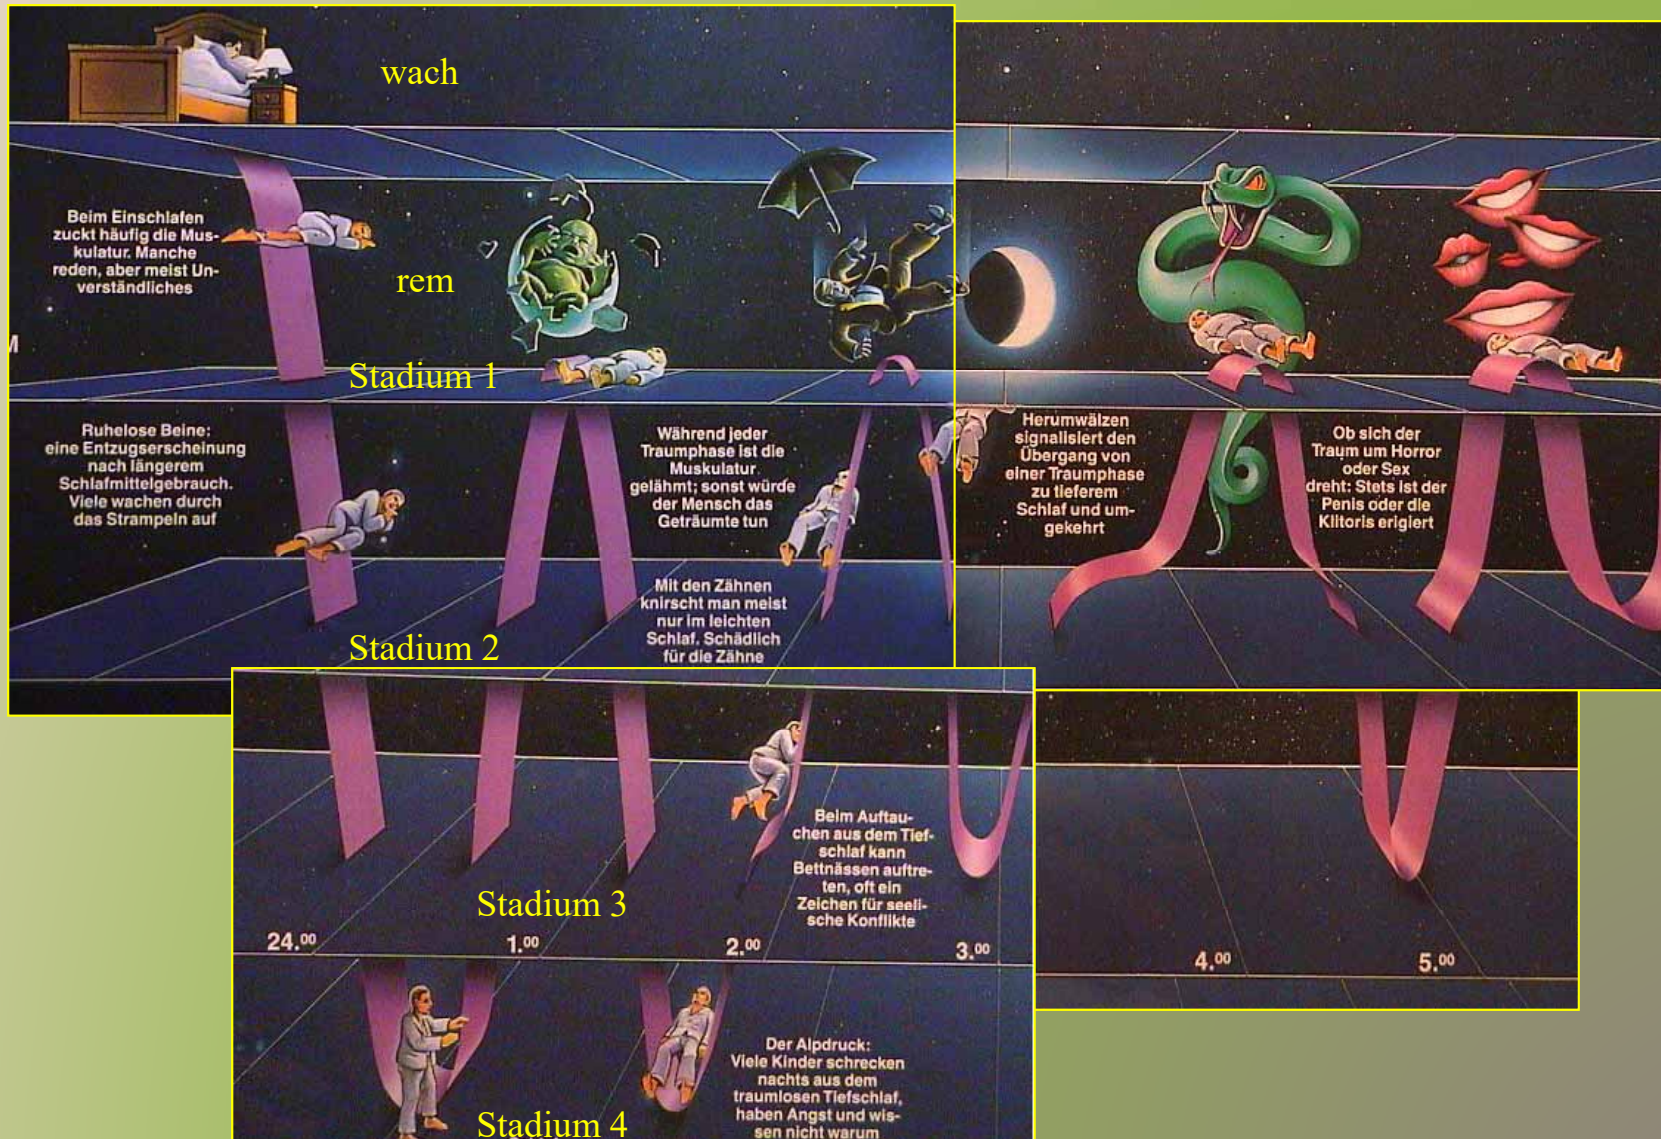 wach
Beim Einschlafen
zuckt häufig die Mus-
kulatur. Manche
reden, aber meist Un-
verständliches
rem
M
Stadium 1
Ruhelose Beine:
eine Entzugserscheinung
nach längerem
Schlafmittelgebrauch.
Viele wachen durch
das Strampeln auf
Während jeder
Traumphase ist die
Muskulatur
gelähmt; sonst würde
der Mensch das
Geträumte tun
Herumwälzen
signalisiert den
Übergang von
einer Traumphase
zu tieferem
Schlaf und um-
gekehrt
Ob sich der
Traum um Horror
oder Sex
dreht: Stets ist der
Penis oder die
Klitoris erigiert
Mit den Zähnen
knirscht man meist
nur im leichten
Schlaf. Schädlich
für die Zähne
Stadium 2
Beim Auftau-
chen aus dem Tief-
schlaf kann
Bettnässen auftre-
ten, oft ein
Zeichen für seeli-
sche Konflikte
Stadium 3
24.00
1.00
2.00
3.00
4.00
5.00
Der Alpdruck:
Viele Kinder schrecken
nachts aus dem
traumlosen Tiefschlaf,
haben Angst und wis-
sen nicht warum
Stadium 4